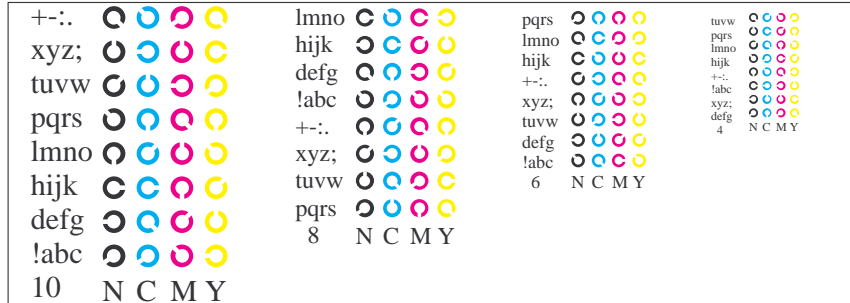 +-:.
xyz;
tuvw
pqrs
lmno
hijk
defg
!abc
10 N C M Y
lmno
hijk
defg
!abc
+-:.
xyz;
tuvw
pqrs
8 N C M Y
pqrs
lmno
hijk
+-:.
xyz;
tuvw
defg
!abc
6 N C M Y
tuvw
pqrs
lmno
hijk
+-:.
!abc
xyz;
defg
4 N C M Y